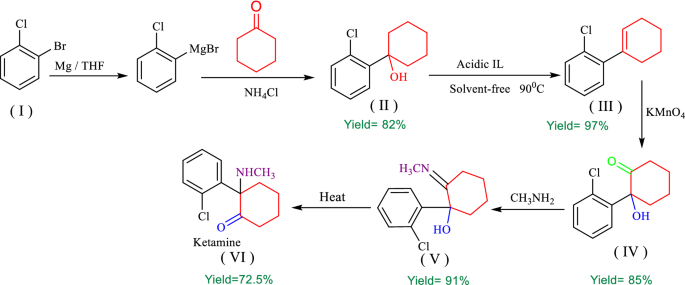 Cl
Br
( I )
Mg / THF
Cl
MgBr
O
NH₄Cl
Cl
OH
( II )
Yield= 82%
Acidic IL
Solvent-free 90⁰C
Cl
( III )
Yield= 97%
KMnO₄
O
Cl
OH
( IV )
Yield= 85%
CH₃NH₂
H₃C
N
HO
Cl
( V )
Yield= 91%
Heat
NHCH₃
Cl
O
Ketamine
( VI )
Yield=72.5%